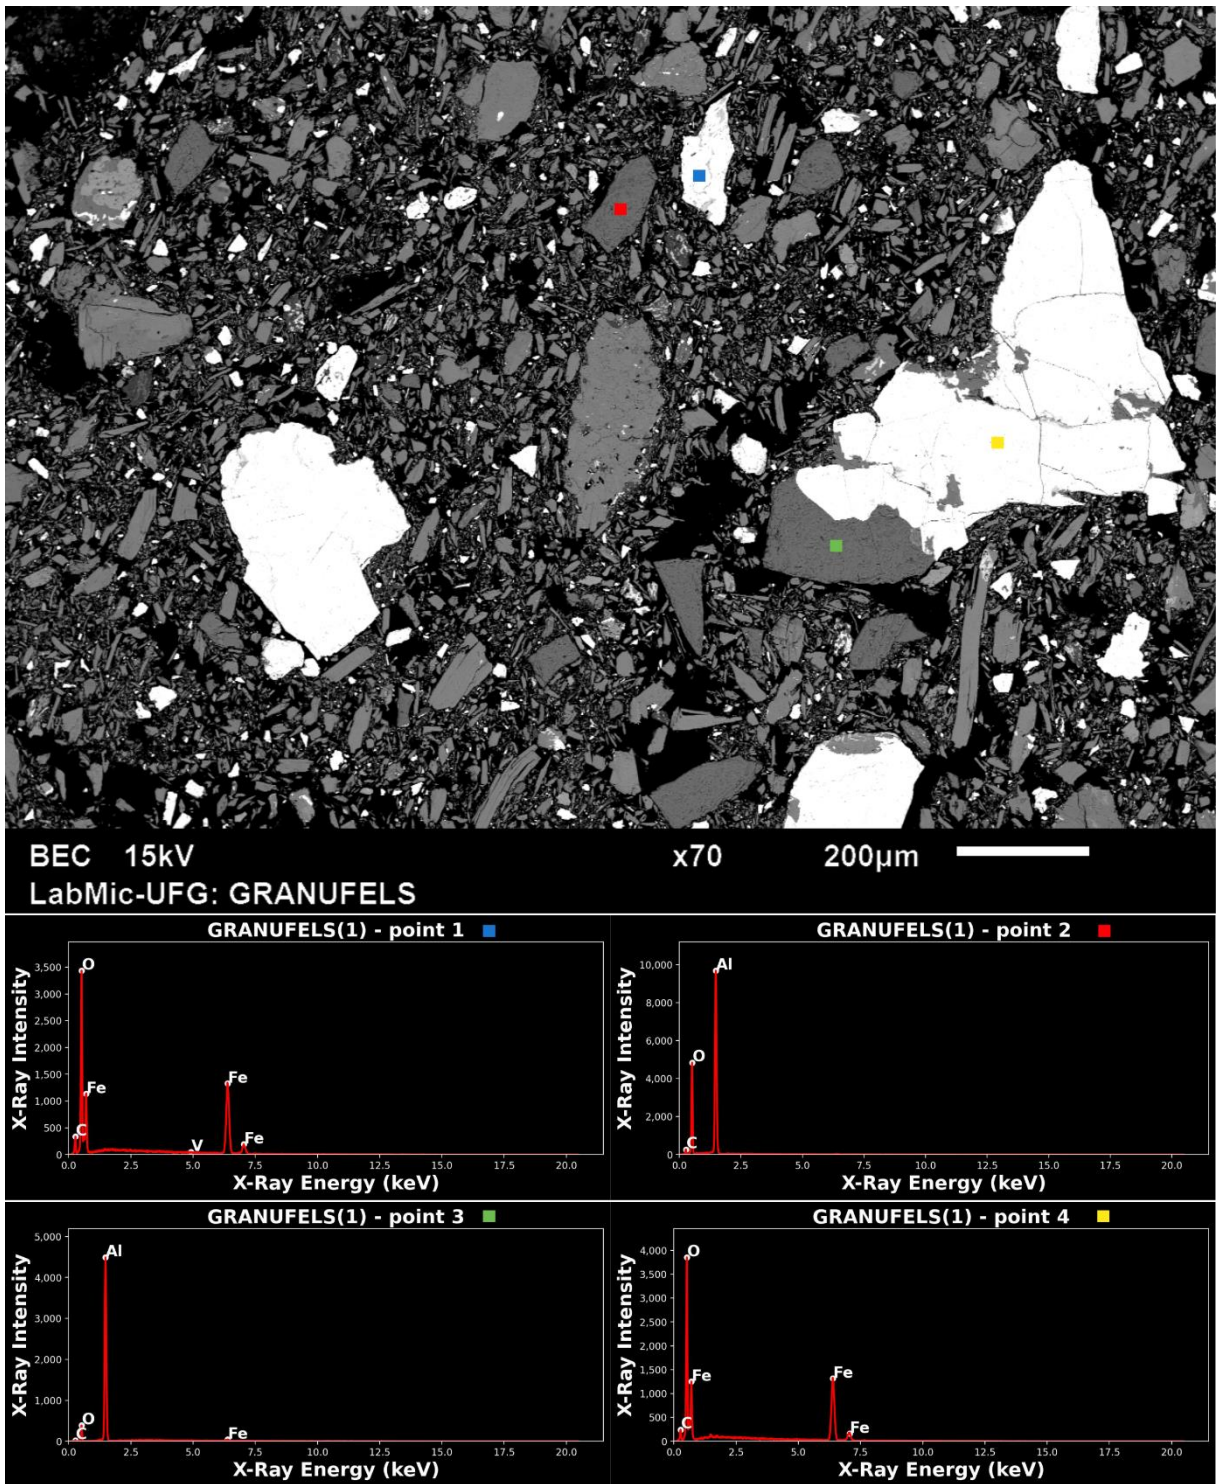 BEC 15kV x70 200µm
LabMic-UFG: GRANUFELS
GRANUFELS(1) - point 1
X-Ray Intensity
3,500
3,000
2,500
2,000
1,500
1,000
500
0
O
Fe
C
V
Fe
Fe
0.0 2.5 5.0 7.5 10.0 12.5 15.0 17.5 20.0
X-Ray Energy (keV)
GRANUFELS(1) - point 2
X-Ray Intensity
10,000
8,000
6,000
4,000
2,000
0
Al
O
C
0.0 2.5 5.0 7.5 10.0 12.5 15.0 17.5 20.0
X-Ray Energy (keV)
GRANUFELS(1) - point 3
X-Ray Intensity
5,000
4,000
3,000
2,000
1,000
0
Al
O
C
Fe
0.0 2.5 5.0 7.5 10.0 12.5 15.0 17.5 20.0
X-Ray Energy (keV)
GRANUFELS(1) - point 4
X-Ray Intensity
4,000
3,500
3,000
2,500
2,000
1,500
1,000
500
0
O
Fe
C
Fe
Fe
0.0 2.5 5.0 7.5 10.0 12.5 15.0 17.5 20.0
X-Ray Energy (keV)